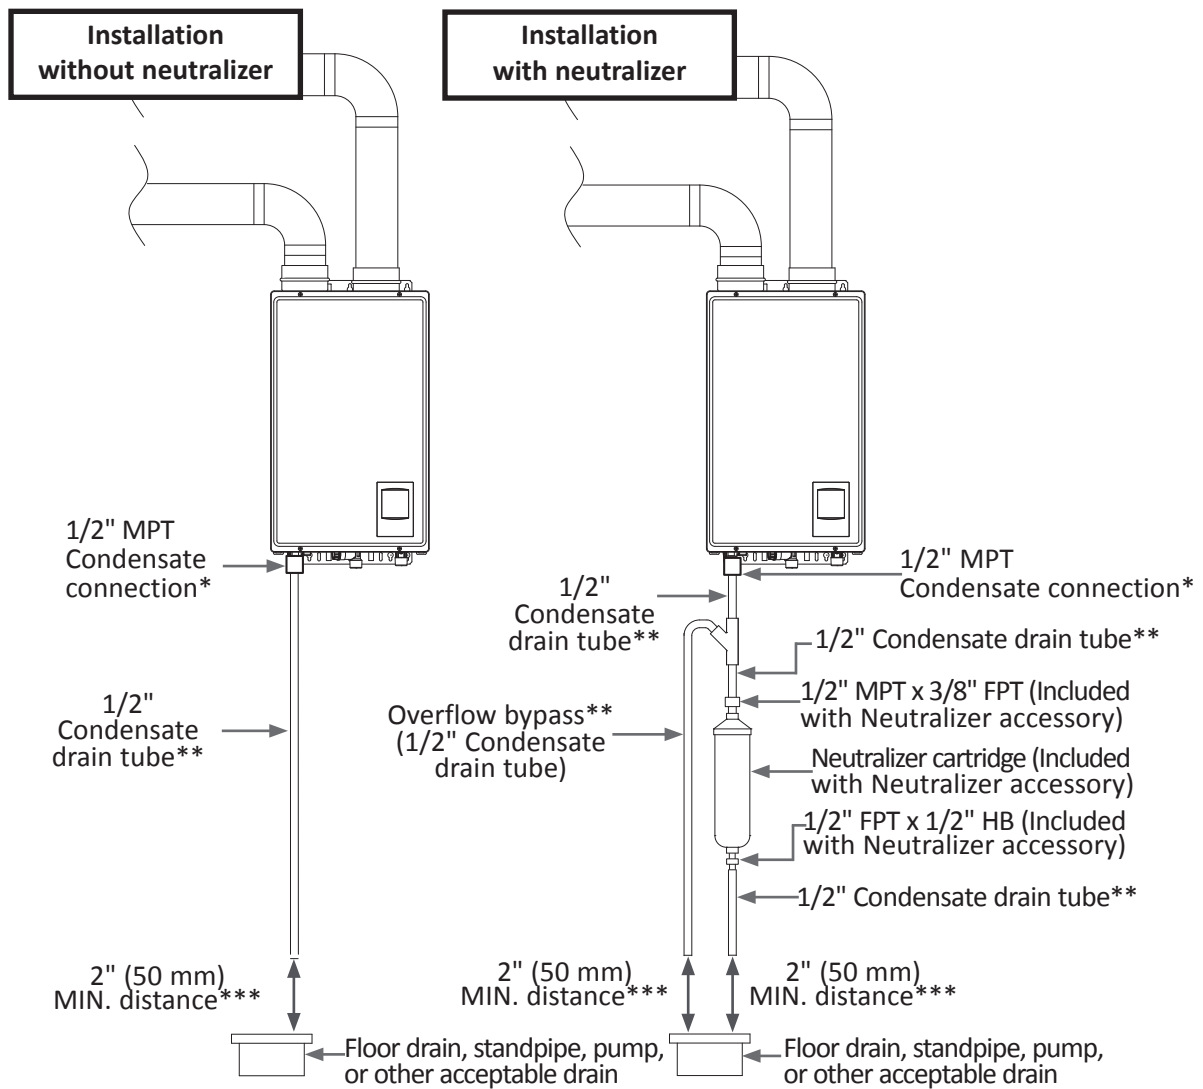 Installation
without neutralizer
1/2" MPT
Condensate
connection*
1/2"
Condensate
drain tube**
2" (50 mm)
MIN. distance***
Floor drain, standpipe, pump,
or other acceptable drain
Installation
with neutralizer
1/2" MPT
Condensate connection*
1/2"
Condensate
drain tube**
1/2" Condensate drain tube**
1/2" MPT x 3/8" FPT (Included
with Neutralizer accessory)
Overflow bypass**
(1/2" Condensate
drain tube)
Neutralizer cartridge (Included
with Neutralizer accessory)
1/2" FPT x 1/2" HB (Included
with Neutralizer accessory)
1/2" Condensate drain tube**
2" (50 mm)
MIN. distance***
2" (50 mm)
MIN. distance***
Floor drain, standpipe, pump,
or other acceptable drain